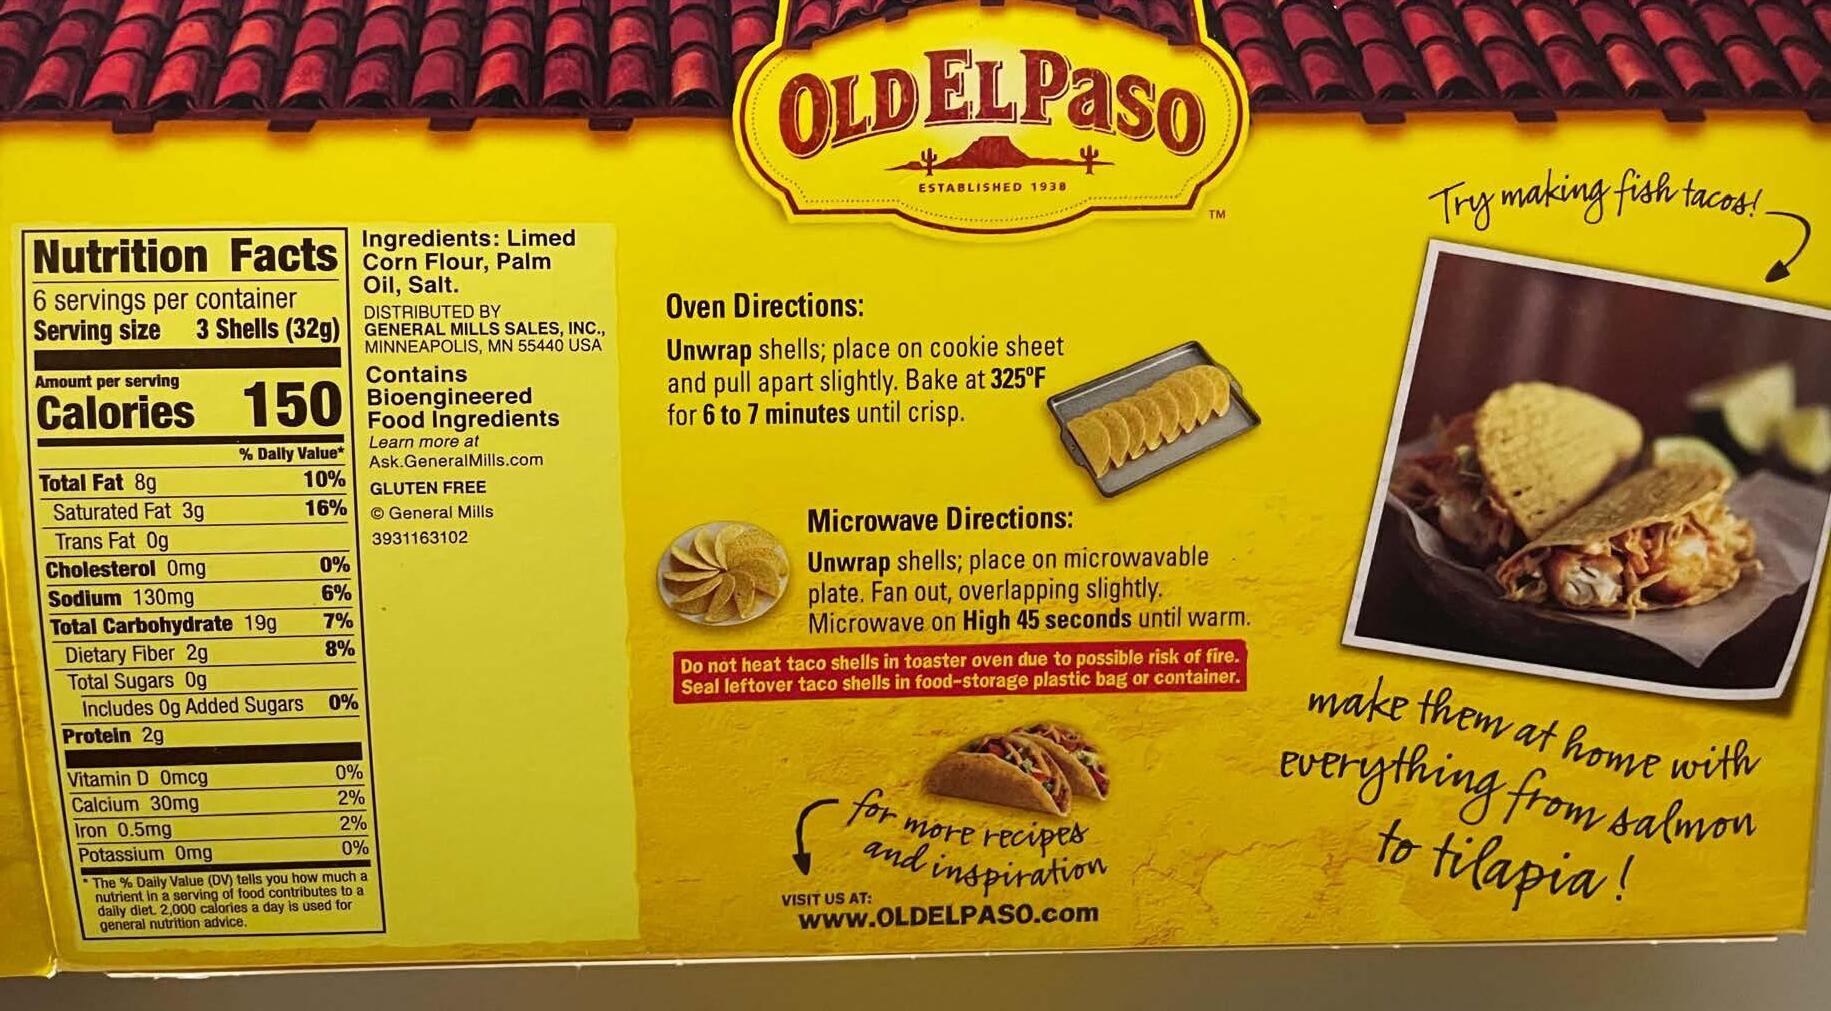 OLD EL PASO
ESTABLISHED 1938
TM
Nutrition Facts
6 servings per container
Serving size 3 Shells (32g)
Amount per serving
Calories 150
% Daily Value*
Total Fat 8g 10%
Saturated Fat 3g 16%
Trans Fat 0g
Cholesterol 0mg 0%
Sodium 130mg 6%
Total Carbohydrate 19g 7%
Dietary Fiber 2g 8%
Total Sugars 0g
Includes 0g Added Sugars 0%
Protein 2g
Vitamin D 0mcg 0%
Calcium 30mg 2%
Iron 0.5mg 2%
Potassium 0mg 0%
* The % Daily Value (DV) tells you how much a
nutrient in a serving of food contributes to a
daily diet. 2,000 calories a day is used for
general nutrition advice.
Ingredients: Limed
Corn Flour, Palm
Oil, Salt.
DISTRIBUTED BY
GENERAL MILLS SALES, INC.,
MINNEAPOLIS, MN 55440 USA
Contains
Bioengineered
Food Ingredients
Learn more at
Ask.GeneralMills.com
GLUTEN FREE
© General Mills
3931163102
Oven Directions:
Unwrap shells; place on cookie sheet
and pull apart slightly. Bake at 325°F
for 6 to 7 minutes until crisp.
Microwave Directions:
Unwrap shells; place on microwavable
plate. Fan out, overlapping slightly.
Microwave on High 45 seconds until warm.
Do not heat taco shells in toaster oven due to possible risk of fire.
Seal leftover taco shells in food-storage plastic bag or container.
for more recipes
and inspiration
VISIT US AT:
www.OLDELPASO.com
Try making fish tacos!
make them at home with
everything from salmon
to tilapia!